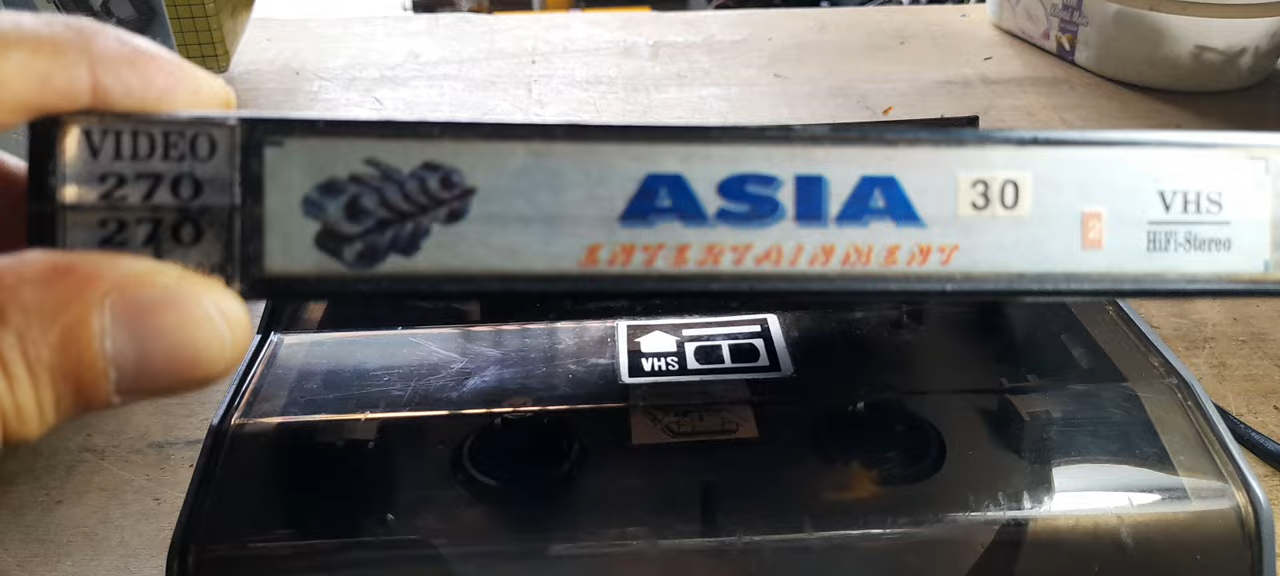 VIDEO
270
270
ASIA
30
ENTERTAINMENT
2
VHS
HiFi-Stereo
VHS